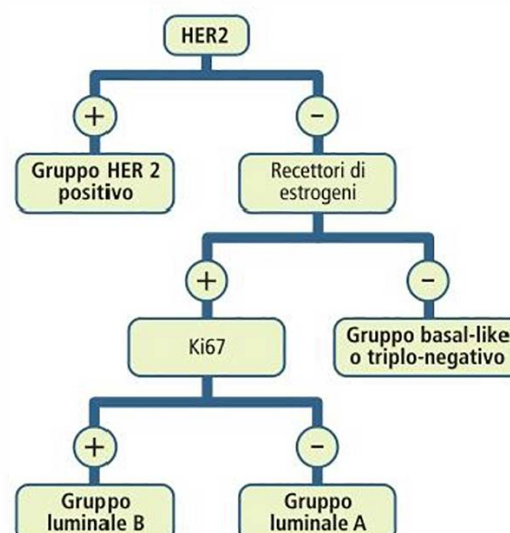 HER2
+
–
Gruppo HER 2
positivo
Recettori di
estrogeni
+
–
Ki67
Gruppo basal-like
o triplo-negativo
+
–
Gruppo
luminale B
Gruppo
luminale A